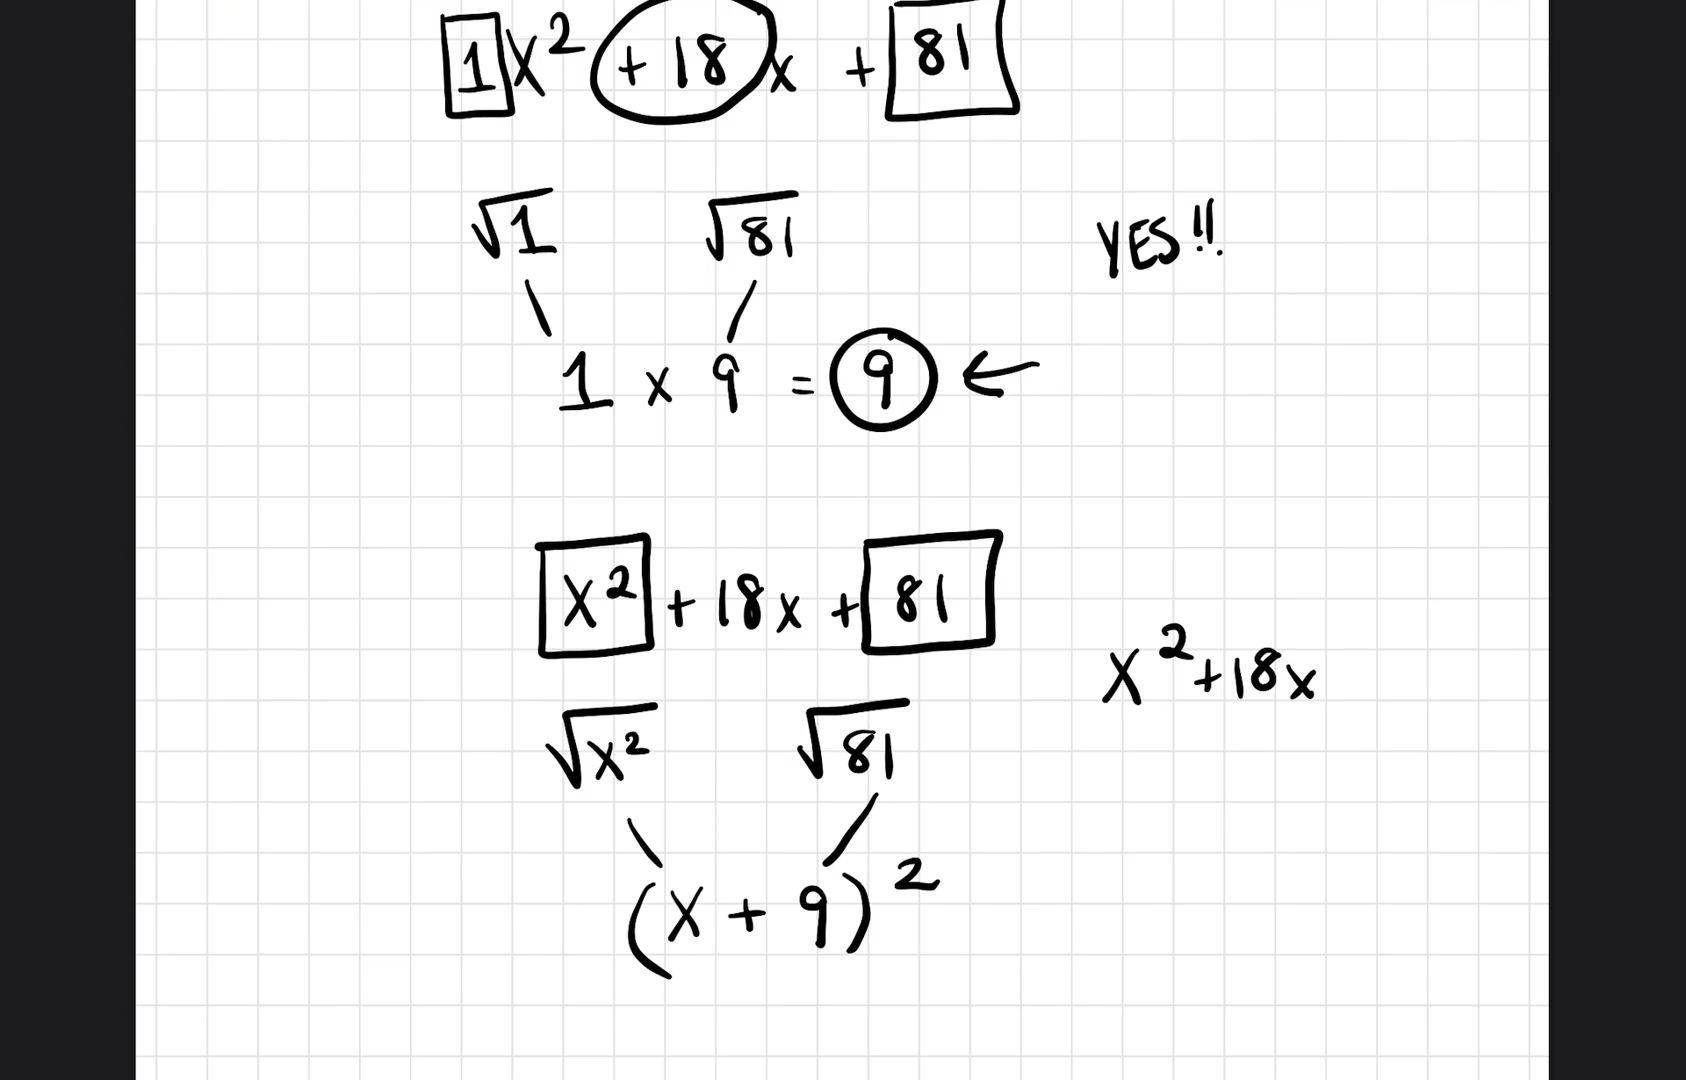 1x² +18x + 81
√1 √81 YES!!
1 x 9 = 9 ←
x² + 18x + 81
x² +18x
√x² √81
(x + 9)²